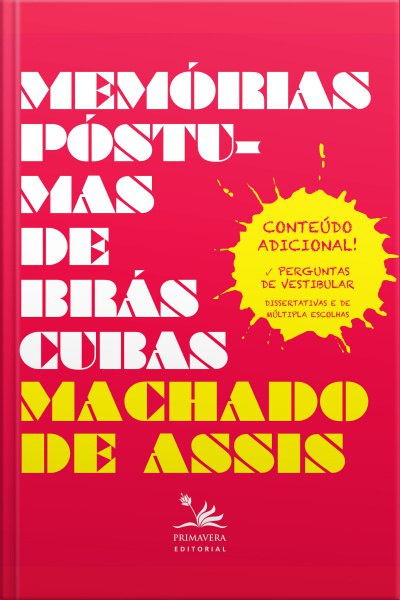 MEMÓRIAS
PÓSTU-
MAS
DE
BRÁS
CUBAS
MACHADO
DE ASSIS
CONTEÚDO
ADICIONAL!
✓ PERGUNTAS
DE VESTIBULAR
DISSERTATIVAS E DE
MÚLTIPLA ESCOLHAS
PRIMAVERA
EDITORIAL